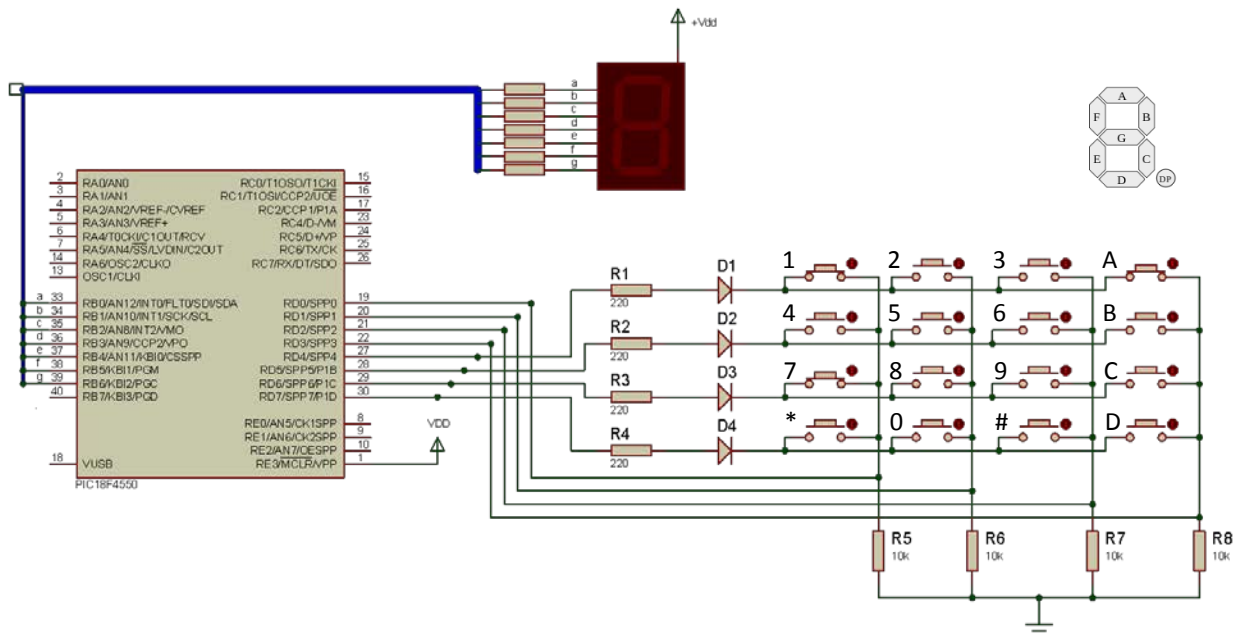 +Vdd
a
b
c
d
e
f
g
A
F
B
G
E
C
D
DP
2 RA0/AN0
3 RA1/AN1
4 RA2/AN2/VREF-/CVREF
5 RA3/AN3/VREF+
6 RA4/T0CKI/C1OUT/RCV
7 RA5/AN4/SS/LVDIN/C2OUT
14 RA6/OSC2/CLKO
13 OSC1/CLKI
a 33 RB0/AN12/INT0/FLT0/SDI/SDA
b 34 RB1/AN10/INT1/SCK/SCL
c 35 RB2/AN8/INT2/VMO
d 36 RB3/AN9/CCP2/VPO
e 37 RB4/AN11/KBI0/CSSPP
f 38 RB5/KBI1/PGM
g 39 RB6/KBI2/PGC
40 RB7/KBI3/PGD
18 VUSB
RC0/T1OSO/T1CKI 15
RC1/T1OSI/CCP2/UOE 16
RC2/CCP1/P1A 17
RC4/D-/VM 23
RC5/D+/VP 24
RC6/TX/CK 25
RC7/RX/DT/SDO 26
RD0/SPP0 19
RD1/SPP1 20
RD2/SPP2 21
RD3/SPP3 22
RD4/SPP4 27
RD5/SPP5/P1B 28
RD6/SPP6/P1C 29
RD7/SPP7/P1D 30
RE0/AN5/CK1SPP 8
RE1/AN6/CK2SPP 9
RE2/AN7/OESPP 10
RE3/MCLR/VPP 1
PIC18F4550
VDD
R1
220
D1
1 2 3 A
R2
220
D2
4 5 6 B
R3
220
D3
7 8 9 C
R4
220
D4
* 0 # D
R5
10k
R6
10k
R7
10k
R8
10k